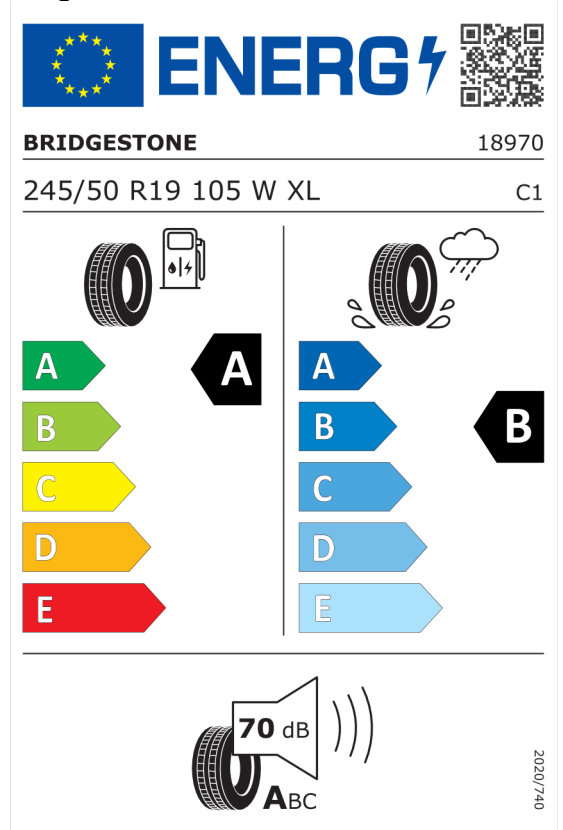 ENERG
BRIDGESTONE 18970
245/50 R19 105 W XL C1
A A
B
C
D
E
A
B B
C
D
E
70 dB
ABC
2020/740